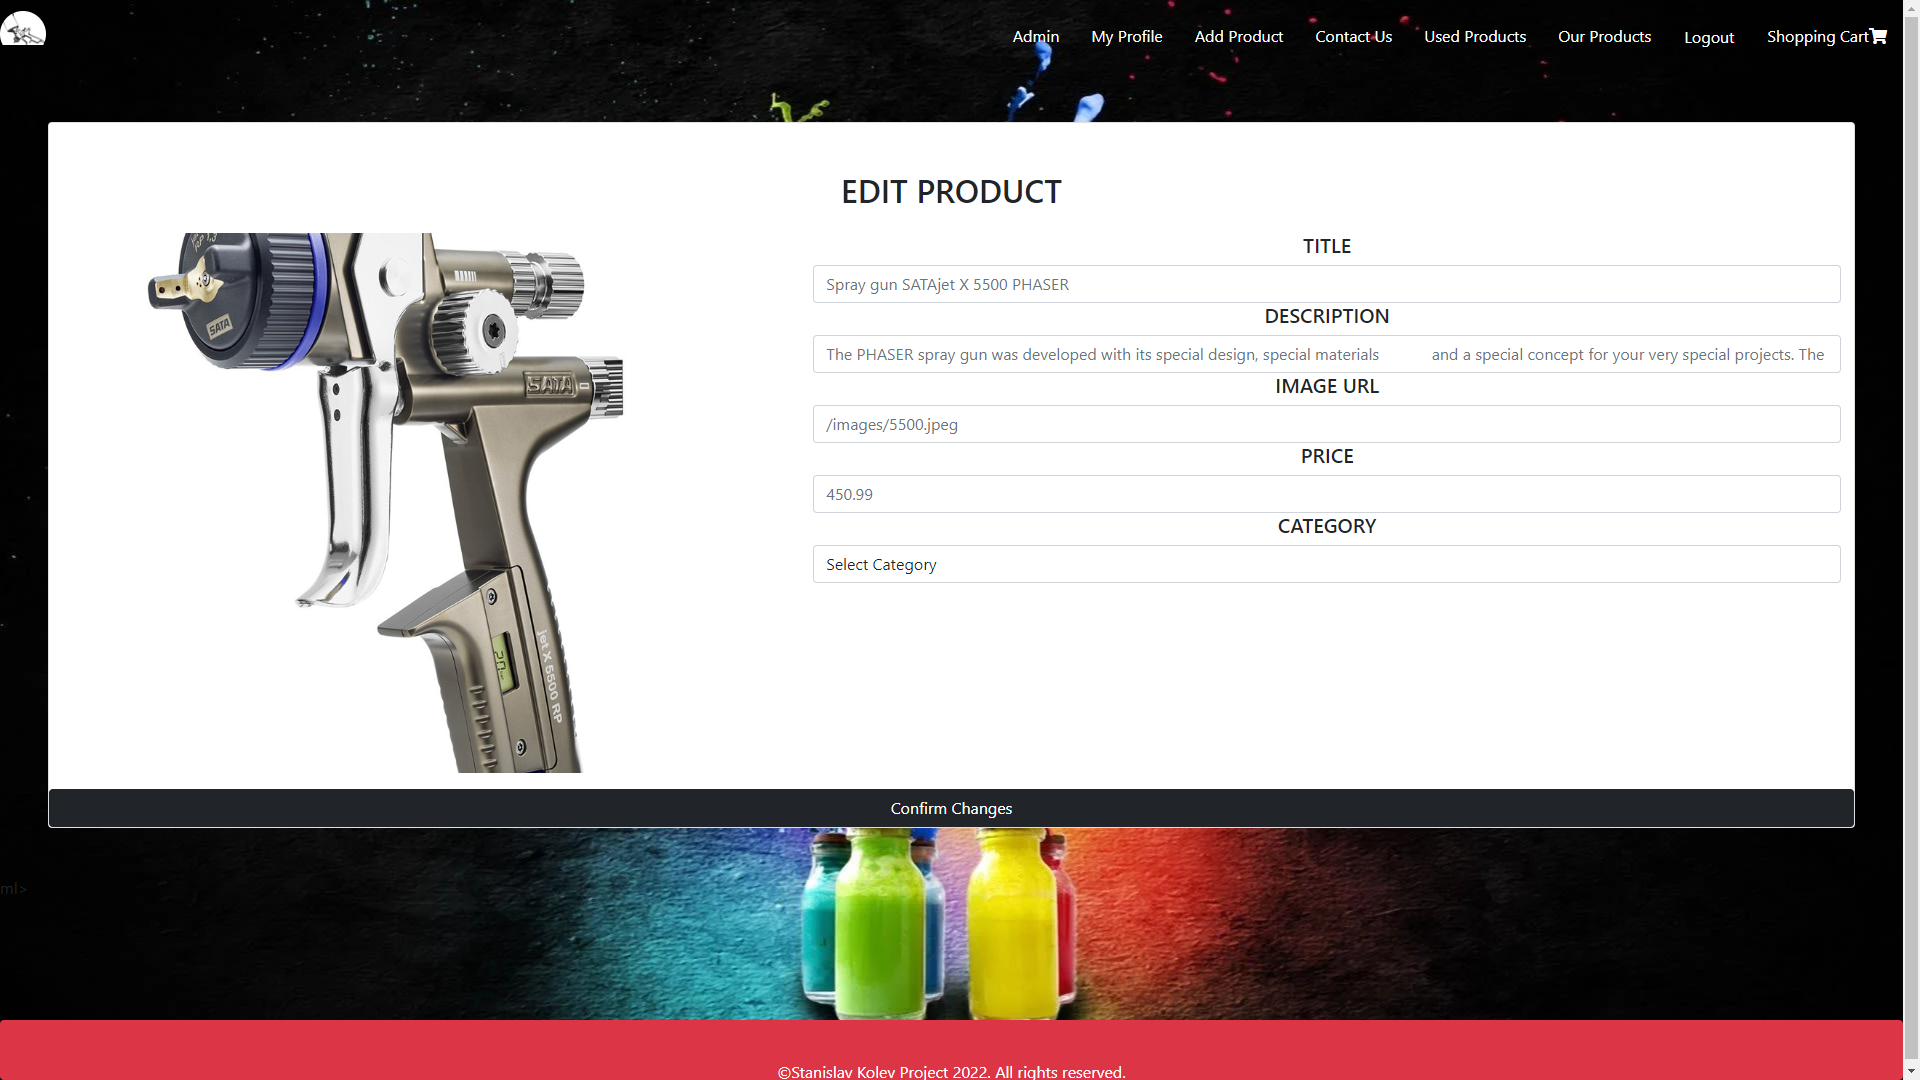 Admin My Profile Add Product Contact Us Used Products Our Products Logout Shopping Cart
EDIT PRODUCT
TITLE
Spray gun SATAjet X 5500 PHASER
DESCRIPTION
The PHASER spray gun was developed with its special design, special materials and a special concept for your very special projects. The
IMAGE URL
/images/5500.jpeg
PRICE
450.99
CATEGORY
Select Category
RP 1,3
SATA
SATA
jet X 5500 RP
Confirm Changes
ml>
©Stanislav Kolev Project 2022. All rights reserved.